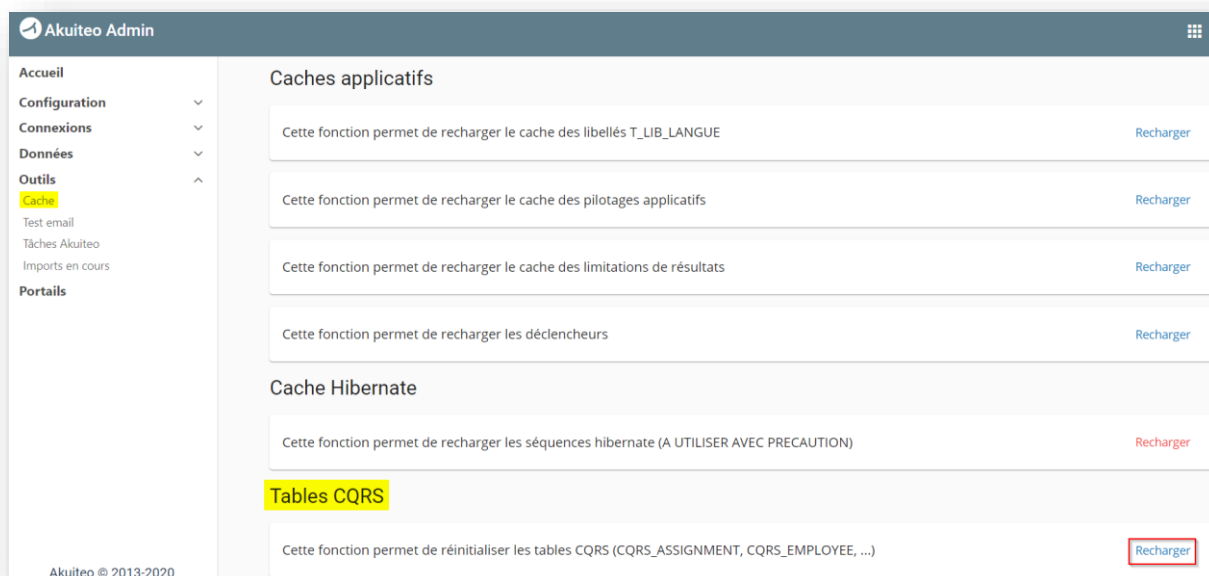 Akuiteo Admin
Accueil
Configuration
Connexions
Données
Outils
Cache
Test email
Tâches Akuiteo
Imports en cours
Portails
Akuiteo © 2013-2020
Caches applicatifs
Cette fonction permet de recharger le cache des libellés T_LIB_LANGUE Recharger
Cette fonction permet de recharger le cache des pilotages applicatifs Recharger
Cette fonction permet de recharger le cache des limitations de résultats Recharger
Cette fonction permet de recharger les déclencheurs Recharger
Cache Hibernate
Cette fonction permet de recharger les séquences hibernate (A UTILISER AVEC PRECAUTION) Recharger
Tables CQRS
Cette fonction permet de réinitialiser les tables CQRS (CQRS_ASSIGNMENT, CQRS_EMPLOYEE, ...) Recharger